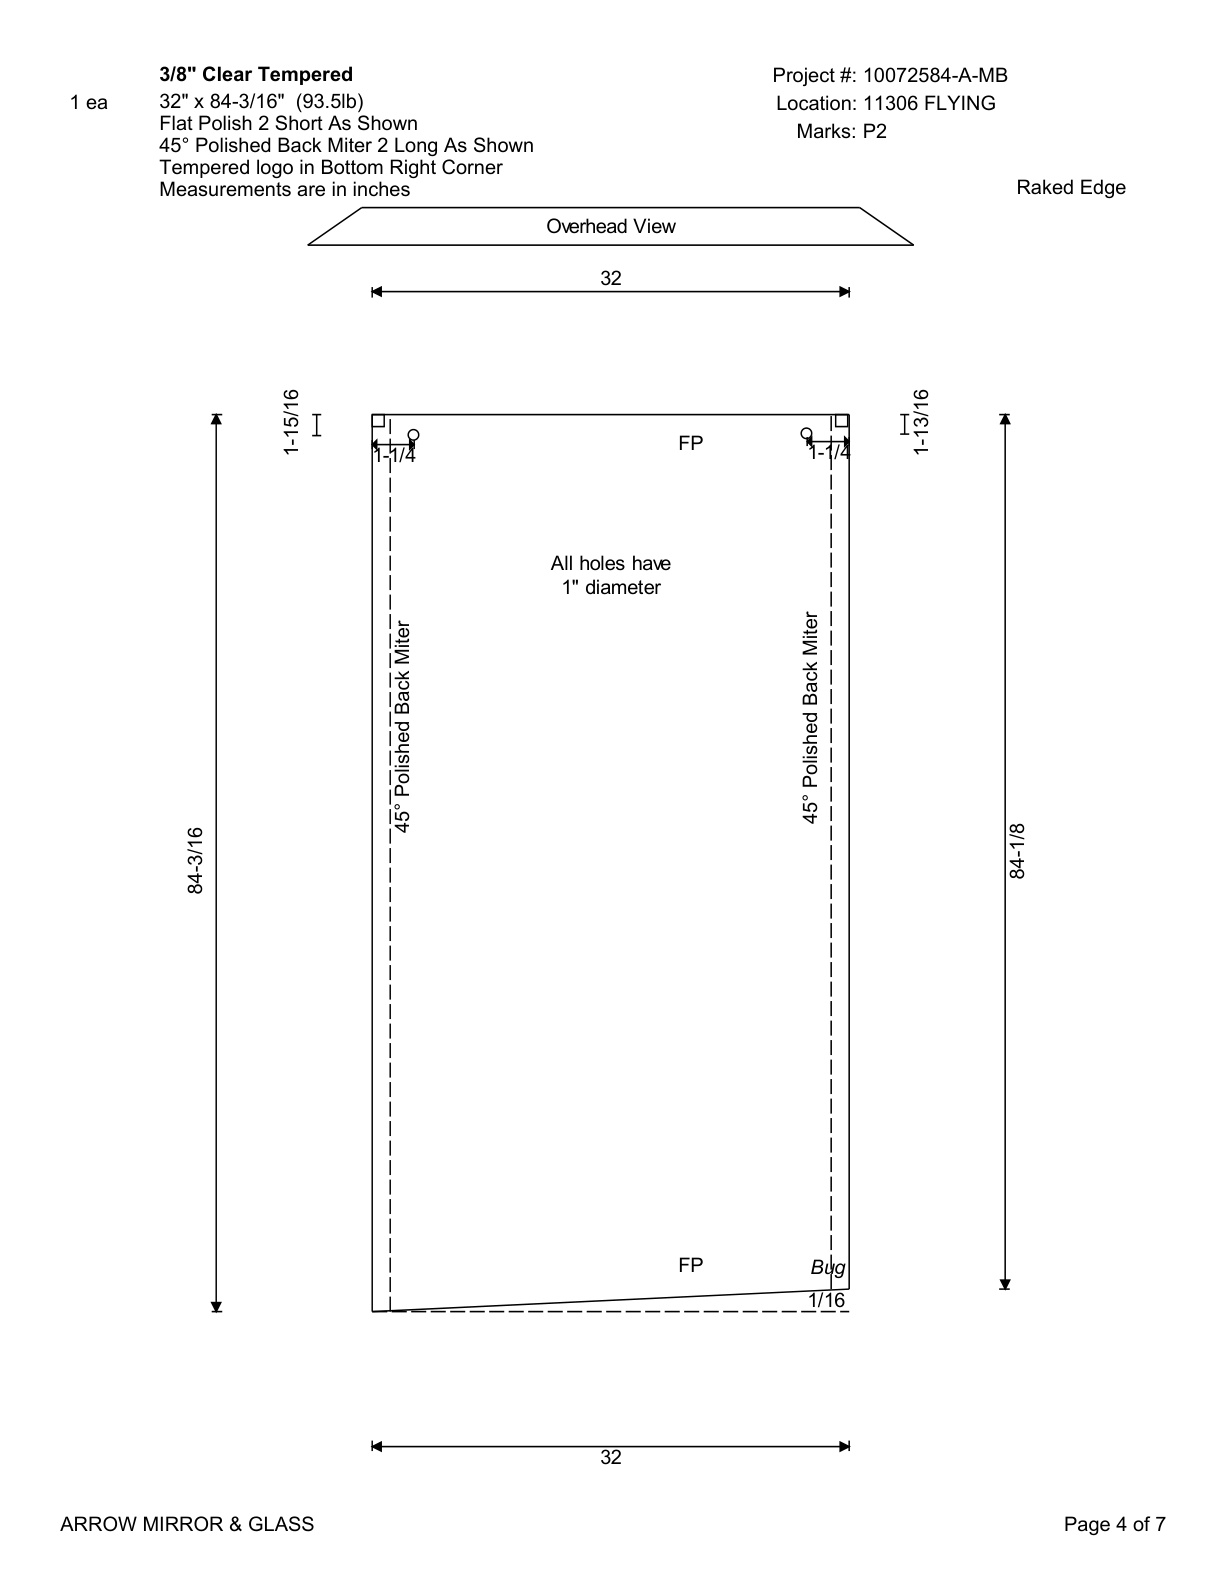 3/8" Clear Tempered
Project #: 10072584-A-MB
1 ea
32" x 84-3/16" (93.5lb)
Location: 11306 FLYING
Flat Polish 2 Short As Shown
Marks: P2
45° Polished Back Miter 2 Long As Shown
Tempered logo in Bottom Right Corner
Measurements are in inches
Raked Edge
Overhead View
32
1-15/16
1-13/16
1-1/4
FP
1-1/4
All holes have
1" diameter
45° Polished Back Miter
45° Polished Back Miter
84-3/16
84-1/8
FP
Bug
1/16
32
ARROW MIRROR & GLASS
Page 4 of 7